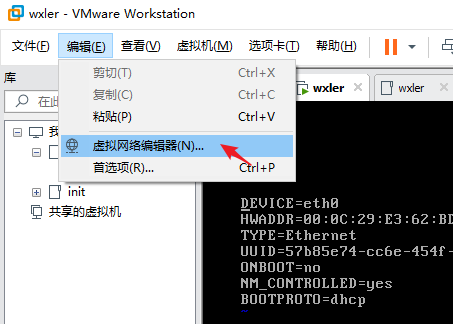 wxler - VMware Workstation
文件(F) 编辑(E) 查看(V) 虚拟机(M) 选项卡(T) 帮助(H)
库
剪切(T) Ctrl+X
复制(C) Ctrl+C
粘贴(P) Ctrl+V
虚拟网络编辑器(N)...
首选项(R)... Ctrl+P
在此
我
init
共享的虚拟机
wxler
wxler
DEVICE=eth0
HWADDR=00:0C:29:E3:62:BD
TYPE=Ethernet
UUID=57b85e74-cc6e-454f-
ONBOOT=no
NM_CONTROLLED=yes
BOOTPROTO=dhcp